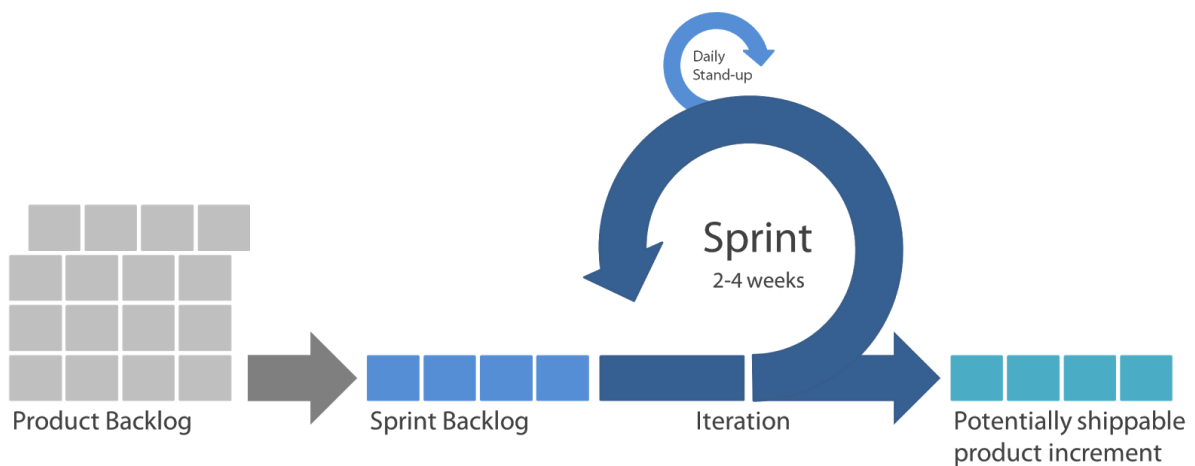 Daily
Stand-up
Sprint
2-4 weeks
Product Backlog
Sprint Backlog
Iteration
Potentially shippable
product increment